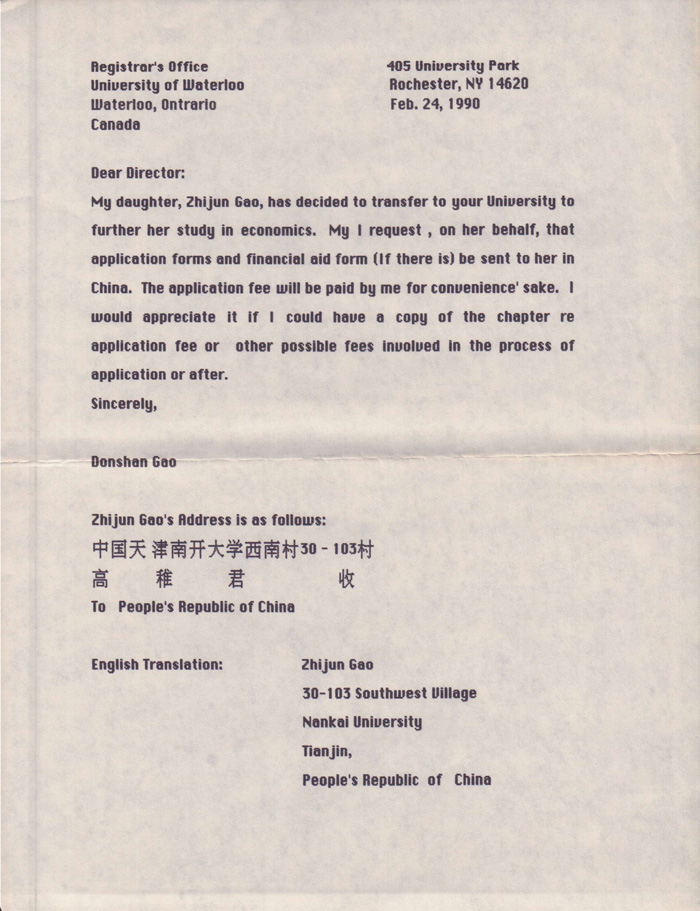 Registrar's Office
University of Waterloo
Waterloo, Ontrario
Canada
405 University Park
Rochester, NY 14620
Feb. 24, 1990
Dear Director:
My daughter, Zhijun Gao, has decided to transfer to your University to
further her study in economics. My I request , on her behalf, that
application forms and financial aid form (If there is) be sent to her in
China. The application fee will be paid by me for convenience' sake. I
would appreciate it if I could have a copy of the chapter re
application fee or other possible fees involved in the process of
application or after.
Sincerely,
Donshan Gao
Zhijun Gao's Address is as follows:
中国天 津南开大学西南村30 - 103村
高 稚 君 收
To People's Republic of China
English Translation:
Zhijun Gao
30-103 Southwest Village
Nankai University
Tianjin,
People's Republic of China